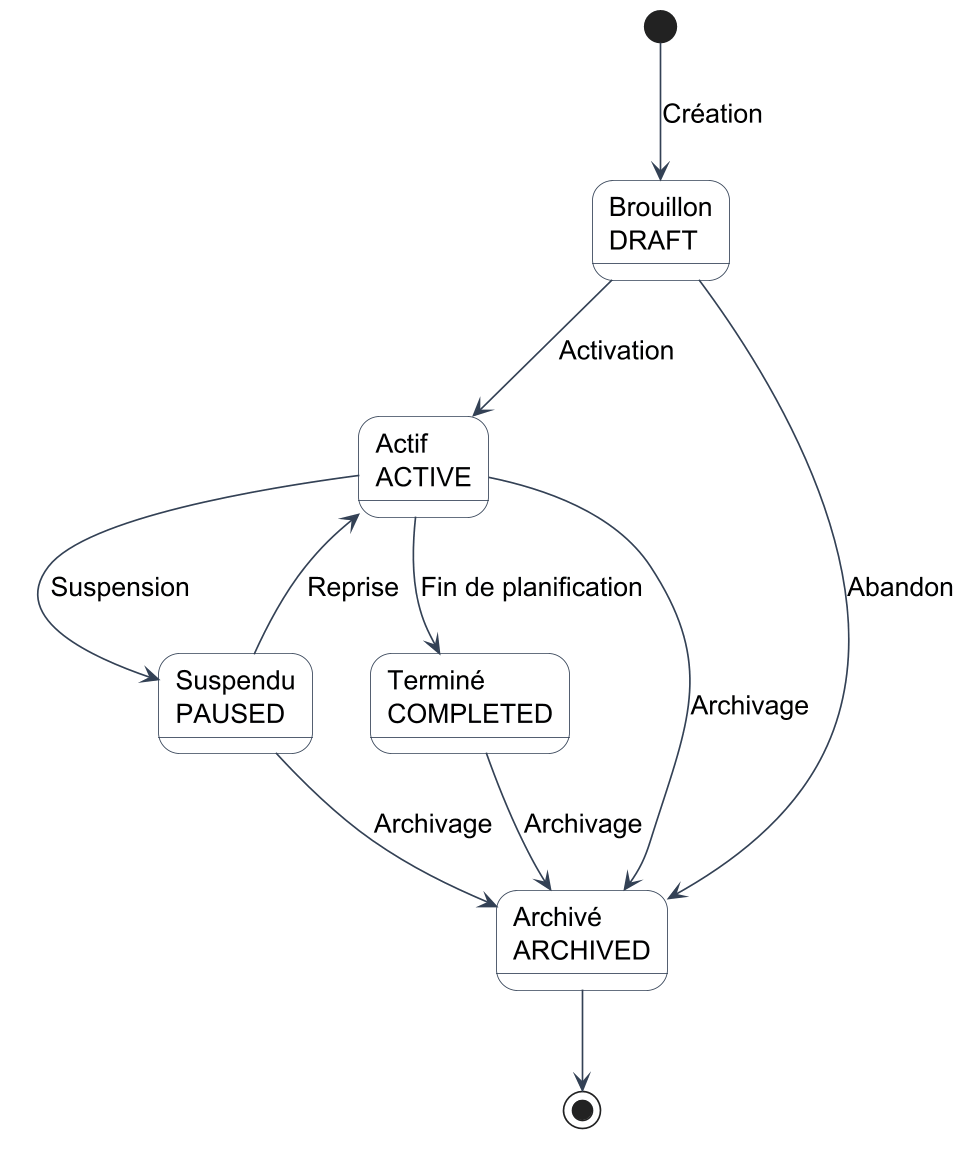 Création
Brouillon
DRAFT
Activation
Actif
ACTIVE
Suspension
Reprise
Fin de planification
Abandon
Suspendu
PAUSED
Terminé
COMPLETED
Archivage
Archivage
Archivage
Archivé
ARCHIVED